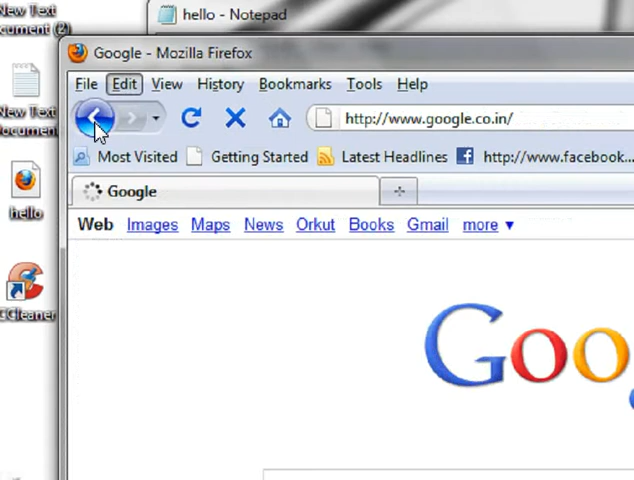 New Text
Document (2)
hello - Notepad
Google - Mozilla Firefox
File Edit View History Bookmarks Tools Help
New Text
Document
http://www.google.co.in/
Most Visited Getting Started Latest Headlines http://www.facebook...
hello
Google
Web Images Maps News Orkut Books Gmail more ▼
CCleaner
Goo